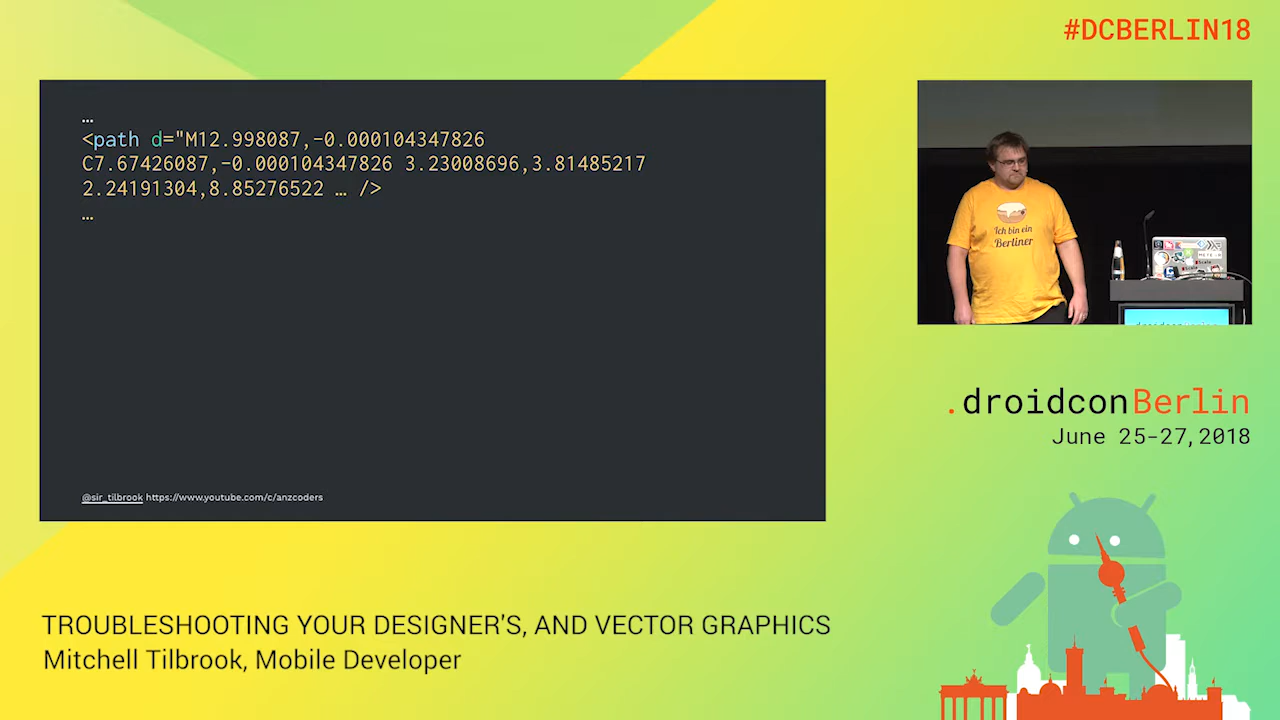 #DCBERLIN18
…
<path d="M12.998087,-0.000104347826
C7.67426087,-0.000104347826 3.23008696,3.81485217
2.24191304,8.85276522 … />
…
@sir_tilbrook https://www.youtube.com/c/anzcoders
Ich bin ein
Berliner
.droidconBerlin
June 25-27,2018
TROUBLESHOOTING YOUR DESIGNER'S, AND VECTOR GRAPHICS
Mitchell Tilbrook, Mobile Developer